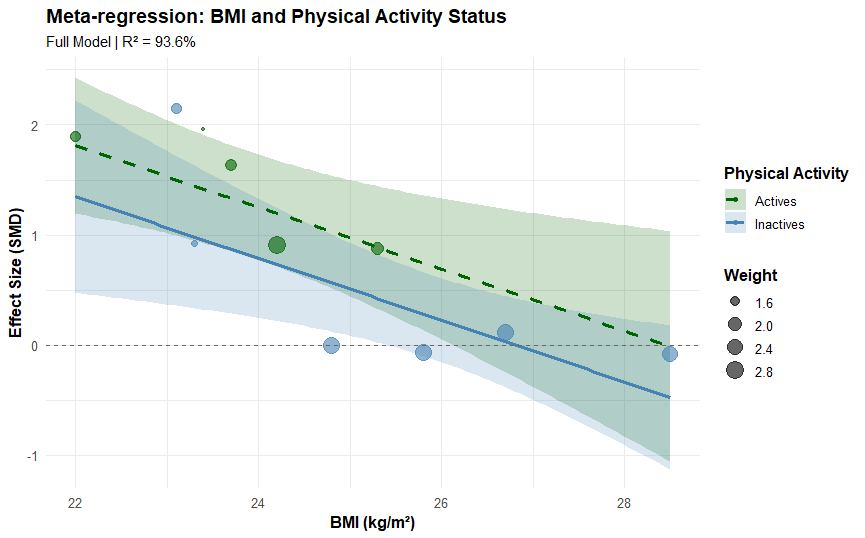 Meta-regression: BMI and Physical Activity Status
Full Model | R² = 93.6%
Effect Size (SMD)
2
1
0
-1
22
24
26
28
BMI (kg/m²)
Physical Activity
Actives
Inactives
Weight
1.6
2.0
2.4
2.8